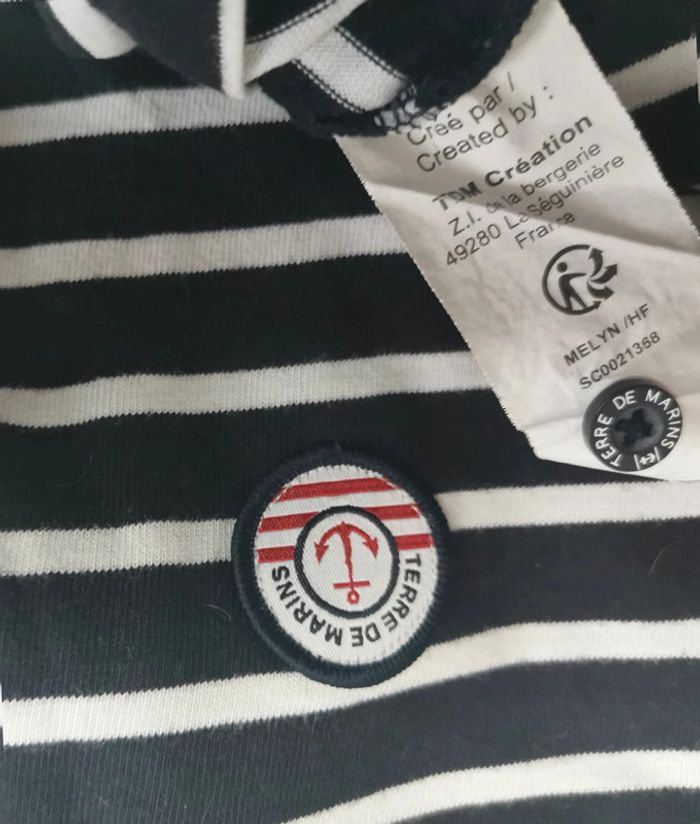 Créé par /
Created by :
TDM Création
Z.I. de la bergerie
49280 La Séguinière
France
MELYN /HF
SC0021368
TERRE DE MARINS
TERRE DE MARINS